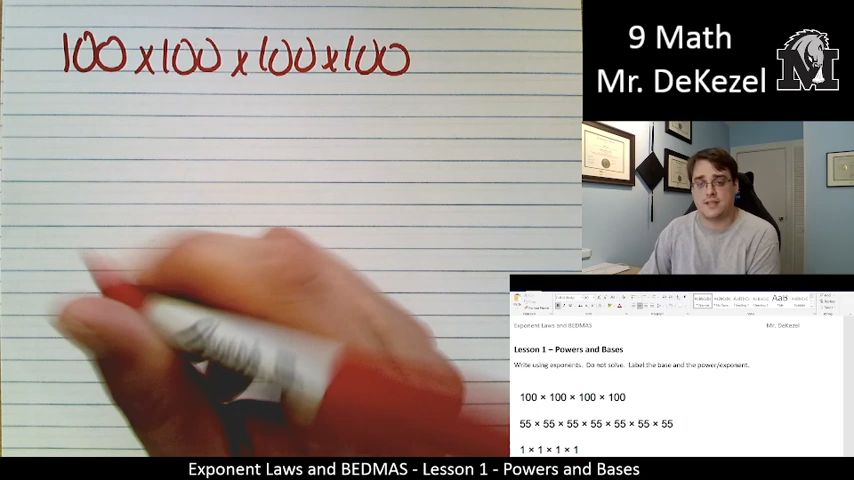 100 x 100 x 100 x 100
9 Math
Mr. DeKezel
M
Exponent Laws and BEDMAS
Mr. DeKezel
Lesson 1 – Powers and Bases
Write using exponents. Do not solve. Label the base and the power/exponent.
100 × 100 × 100 × 100
55 × 55 × 55 × 55 × 55 × 55 × 55
1 × 1 × 1 × 1
Exponent Laws and BEDMAS - Lesson 1 - Powers and Bases